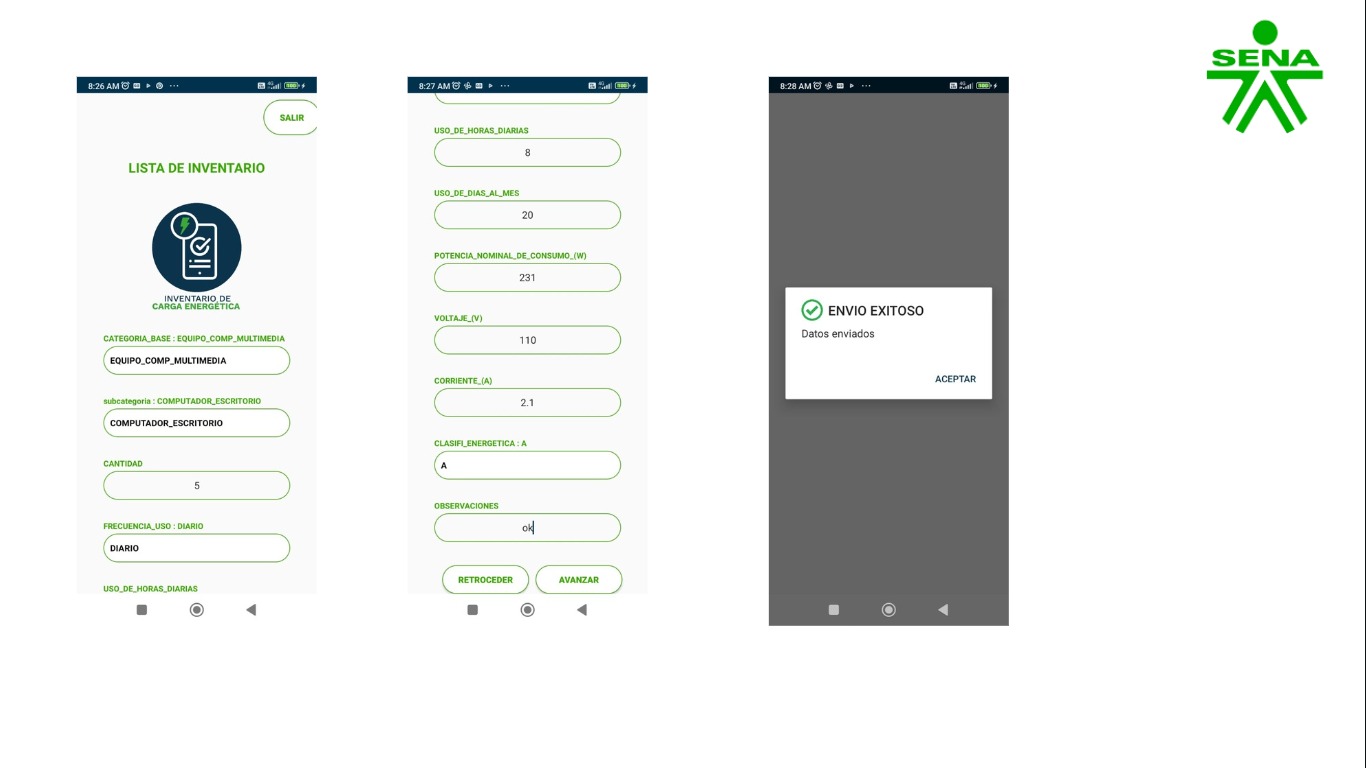 SENA
8:26 AM
SALIR
LISTA DE INVENTARIO
INVENTARIO DE
CARGA ENERGÉTICA
CATEGORIA_BASE : EQUIPO_COMP_MULTIMEDIA
EQUIPO_COMP_MULTIMEDIA
subcategoria : COMPUTADOR_ESCRITORIO
COMPUTADOR_ESCRITORIO
CANTIDAD
5
FRECUENCIA_USO : DIARIO
DIARIO
USO_DE_HORAS_DIARIAS
8:27 AM
USO_DE_HORAS_DIARIAS
8
USO_DE_DIAS_AL_MES
20
POTENCIA_NOMINAL_DE_CONSUMO_(W)
231
VOLTAJE_(V)
110
CORRIENTE_(A)
2.1
CLASIFI_ENERGETICA : A
A
OBSERVACIONES
ok
RETROCEDER AVANZAR
8:28 AM
ENVIO EXITOSO
Datos enviados
ACEPTAR